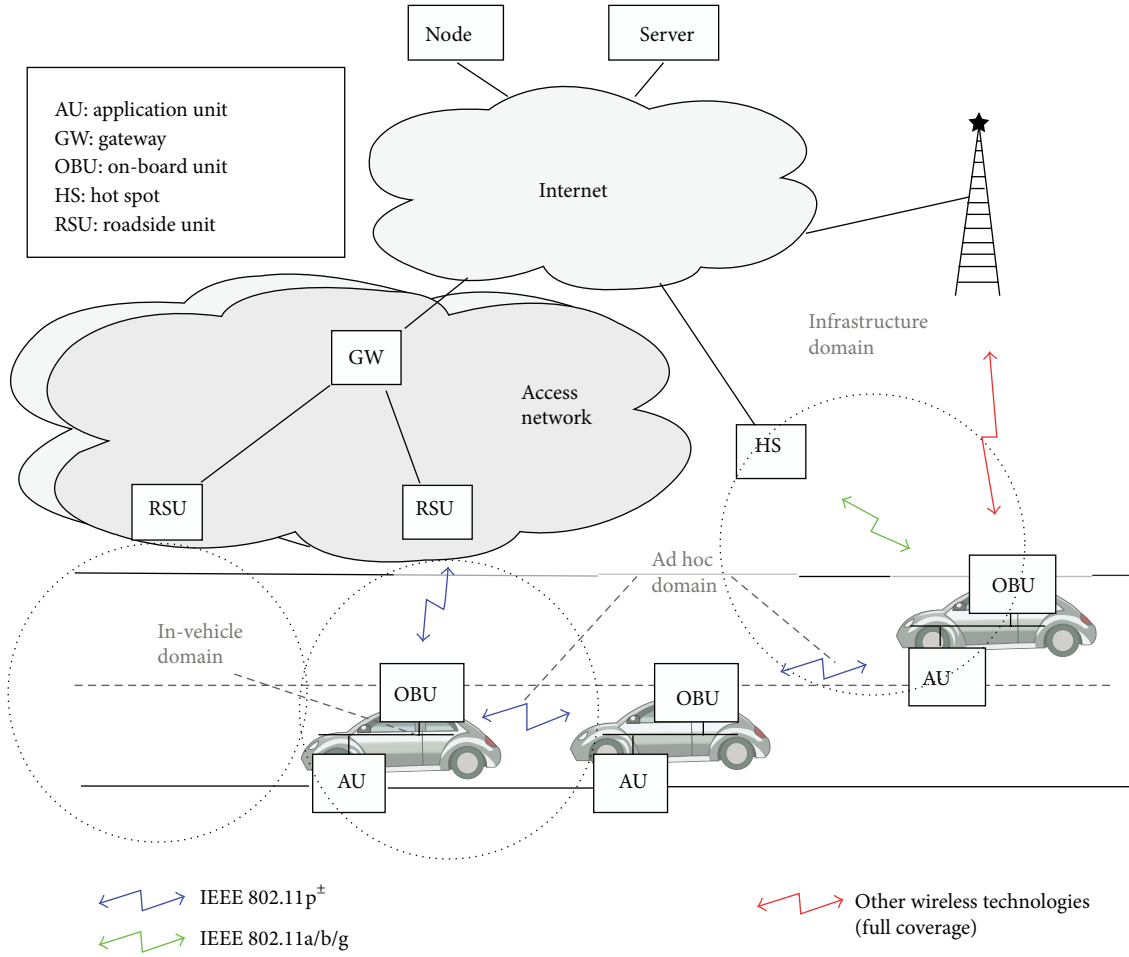 Node
Server
AU: application unit
GW: gateway
OBU: on-board unit
HS: hot spot
RSU: roadside unit
Internet
Infrastructure
domain
GW
Access
network
HS
RSU
RSU
Ad hoc
domain
OBU
In-vehicle
domain
OBU
OBU
AU
AU
AU
IEEE 802.11p±
IEEE 802.11a/b/g
Other wireless technologies
(full coverage)